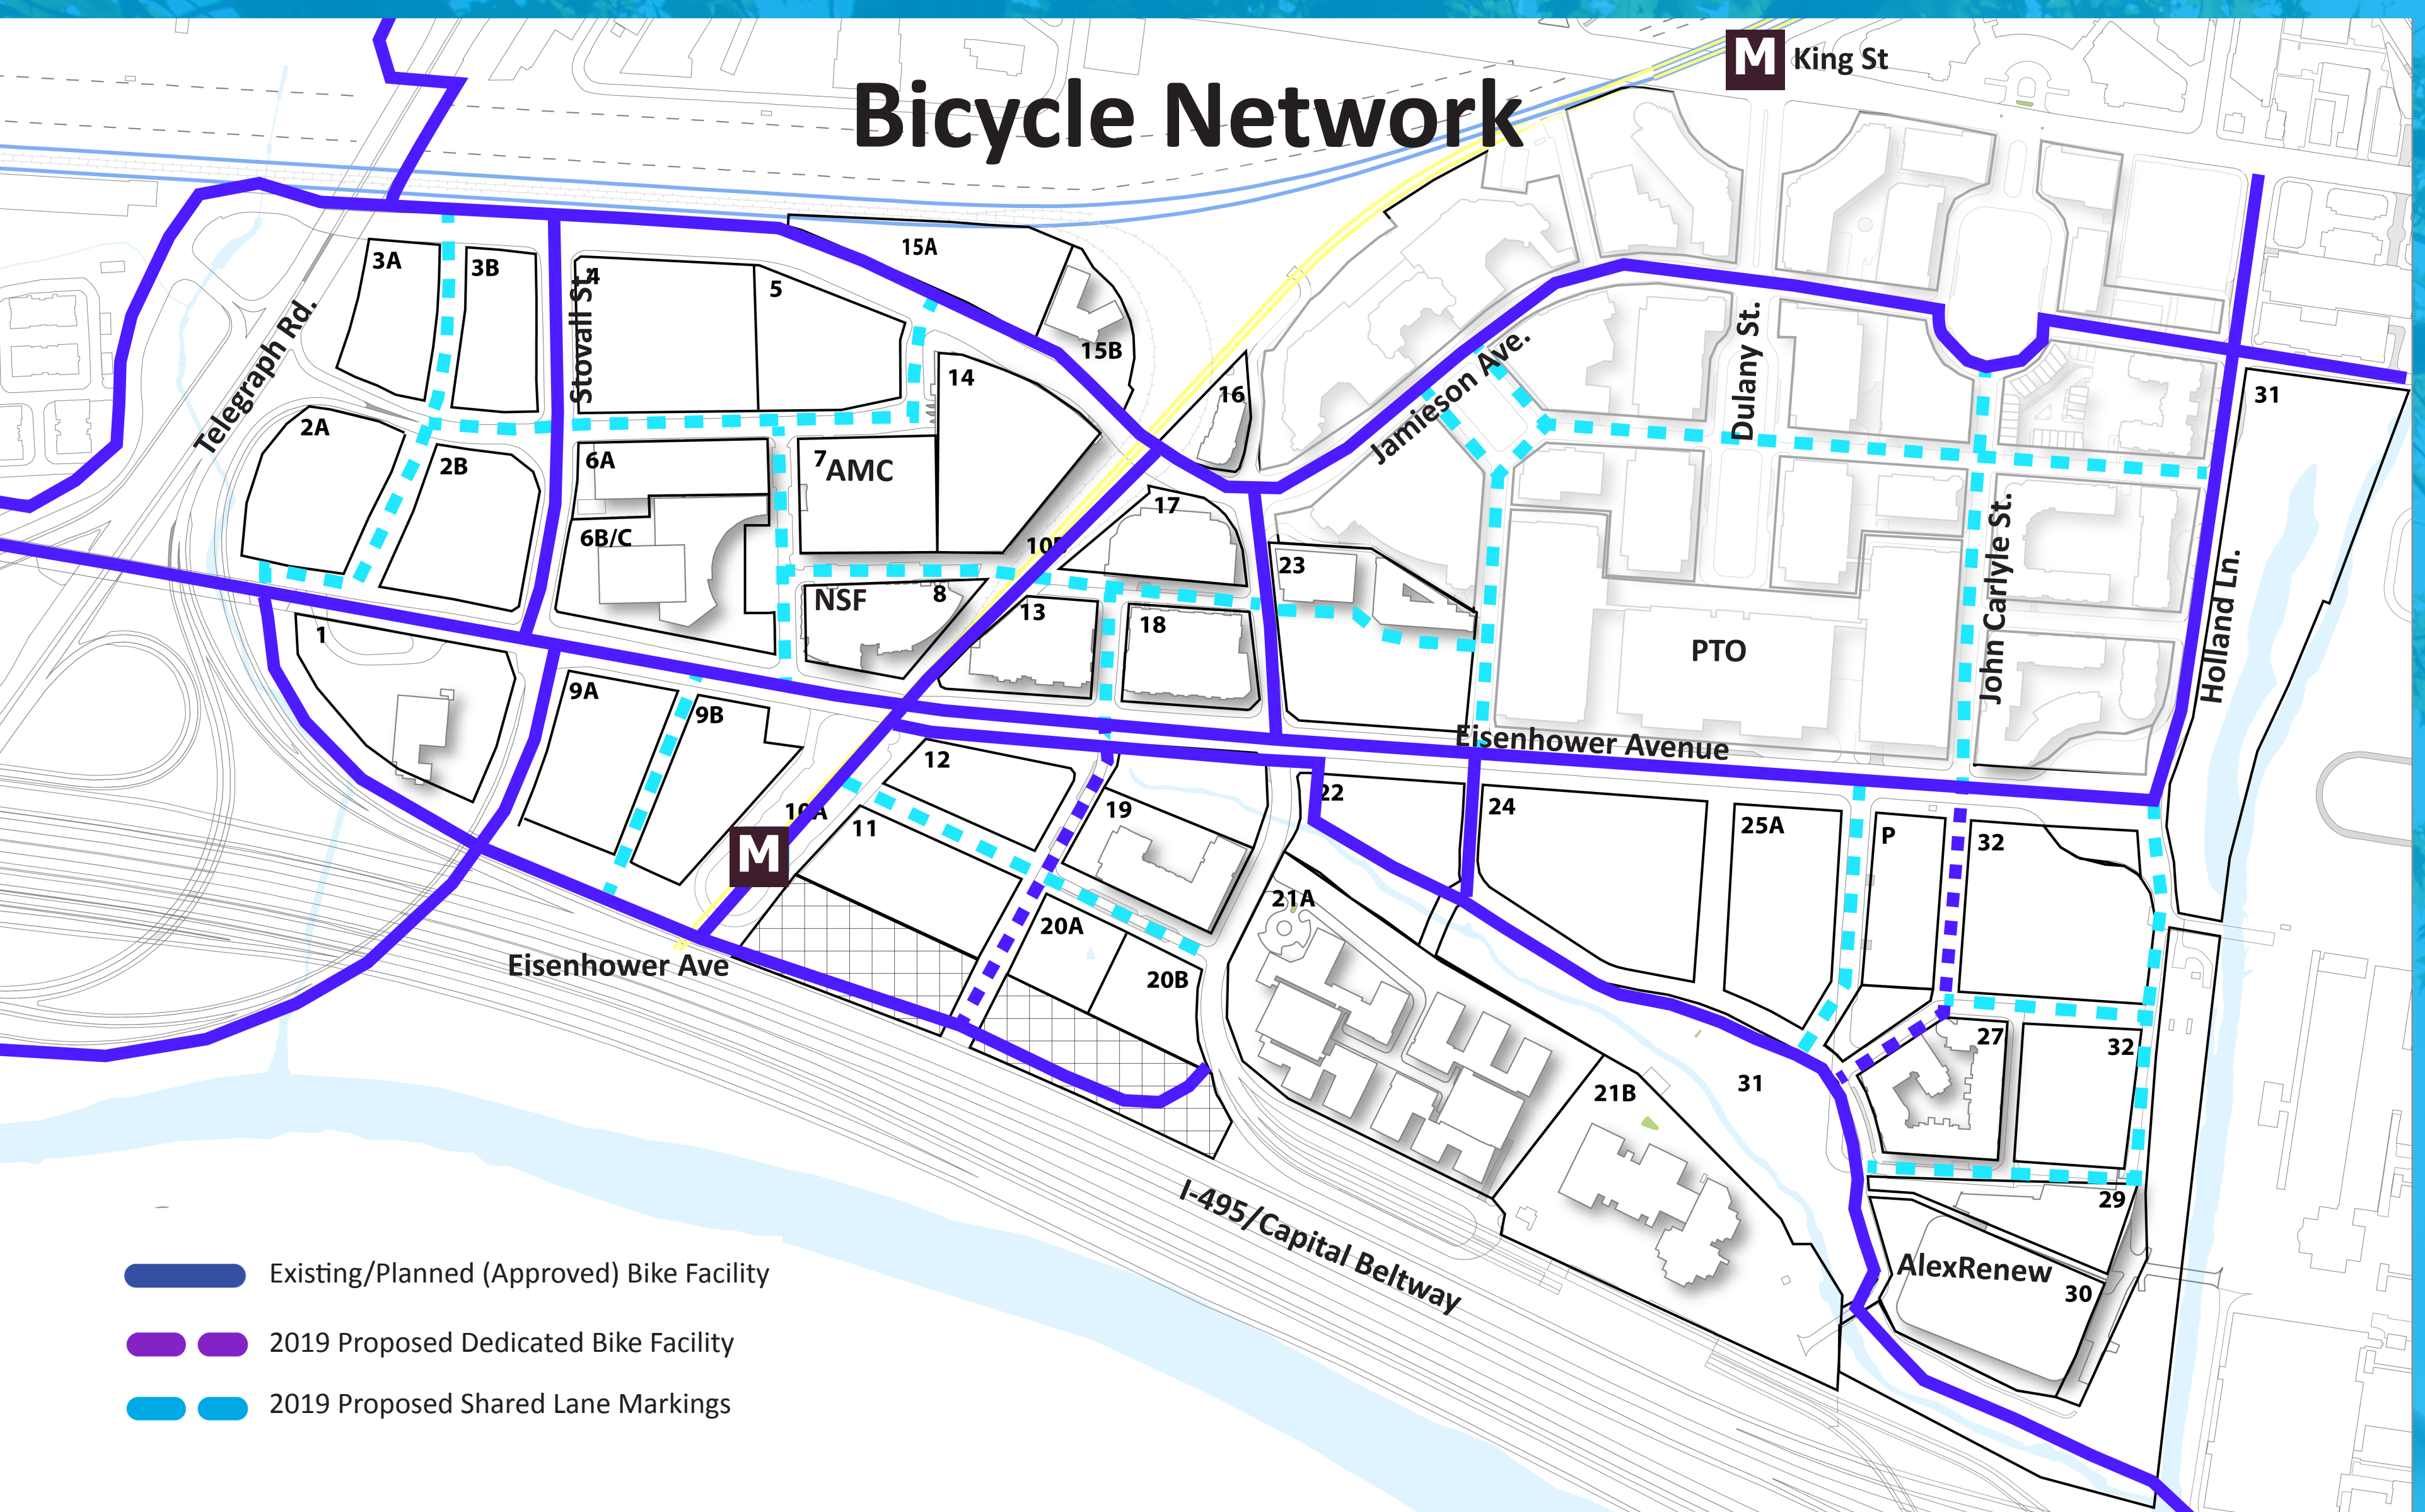 M King St
Bicycle Network
3A
3B
Stovall St.
4
5
15A
15B
14
16
Telegraph Rd.
2A
2B
6A
7
AMC
6B/C
17
Jamieson Ave.
Dulany St.
31
23
NSF
8
13
18
1
PTO
John Carlyle St.
Holland Ln.
9A
9B
Eisenhower Avenue
12
10A
11
19
22
24
25A
P
32
M
Eisenhower Ave
20A
20B
21A
21B
31
27
32
29
AlexRenew
30
I-495/Capital Beltway
Existing/Planned (Approved) Bike Facility
2019 Proposed Dedicated Bike Facility
2019 Proposed Shared Lane Markings